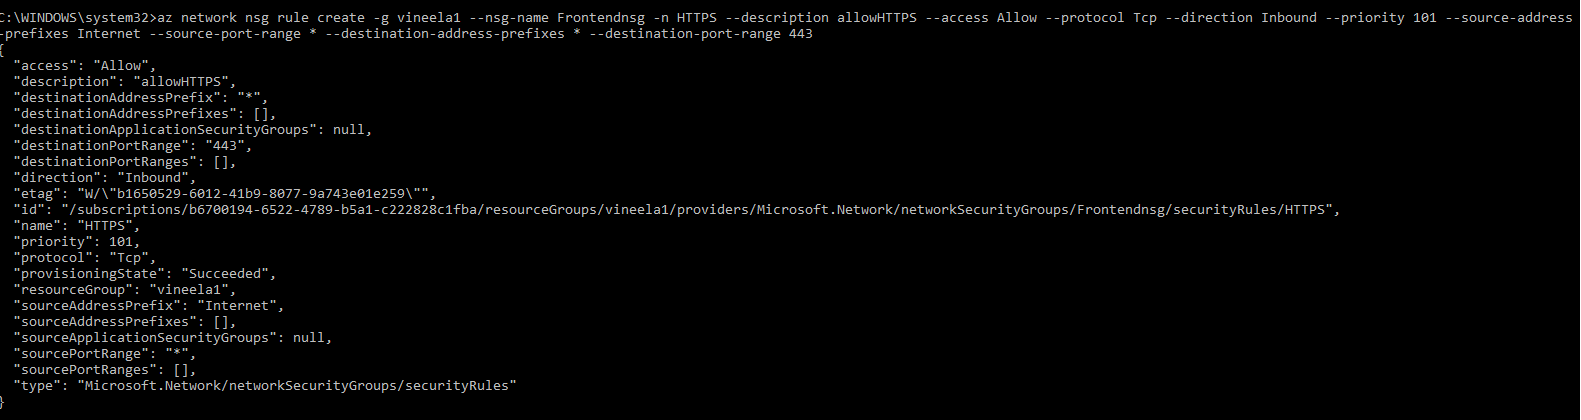 C:\WINDOWS\system32>az network nsg rule create -g vineela1 --nsg-name Frontendnsg -n HTTPS --description allowHTTPS --access Allow --protocol Tcp --direction Inbound --priority 101 --source-address
-prefixes Internet --source-port-range * --destination-address-prefixes * --destination-port-range 443
{
  "access": "Allow",
  "description": "allowHTTPS",
  "destinationAddressPrefix": "*",
  "destinationAddressPrefixes": [],
  "destinationApplicationSecurityGroups": null,
  "destinationPortRange": "443",
  "destinationPortRanges": [],
  "direction": "Inbound",
  "etag": "W/\"b1650529-6012-41b9-8077-9a743e01e259\"",
  "id": "/subscriptions/b6700194-6522-4789-b5a1-c222828c1fba/resourceGroups/vineela1/providers/Microsoft.Network/networkSecurityGroups/Frontendnsg/securityRules/HTTPS",
  "name": "HTTPS",
  "priority": 101,
  "protocol": "Tcp",
  "provisioningState": "Succeeded",
  "resourceGroup": "vineela1",
  "sourceAddressPrefix": "Internet",
  "sourceAddressPrefixes": [],
  "sourceApplicationSecurityGroups": null,
  "sourcePortRange": "*",
  "sourcePortRanges": [],
  "type": "Microsoft.Network/networkSecurityGroups/securityRules"
}